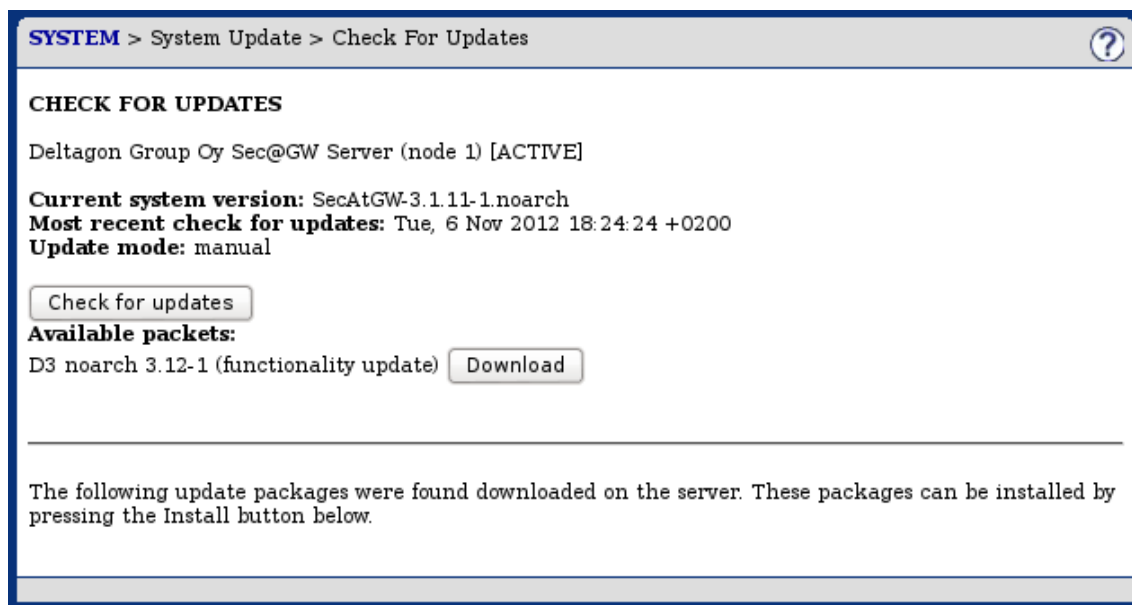 SYSTEM > System Update > Check For Updates
?
CHECK FOR UPDATES
Deltagon Group Oy Sec@GW Server (node 1) [ACTIVE]
Current system version: SecAtGW-3.1.11-1.noarch
Most recent check for updates: Tue, 6 Nov 2012 18:24:24 +0200
Update mode: manual
Check for updates
Available packets:
D3 noarch 3.12-1 (functionality update) Download
The following update packages were found downloaded on the server. These packages can be installed by
pressing the Install button below.